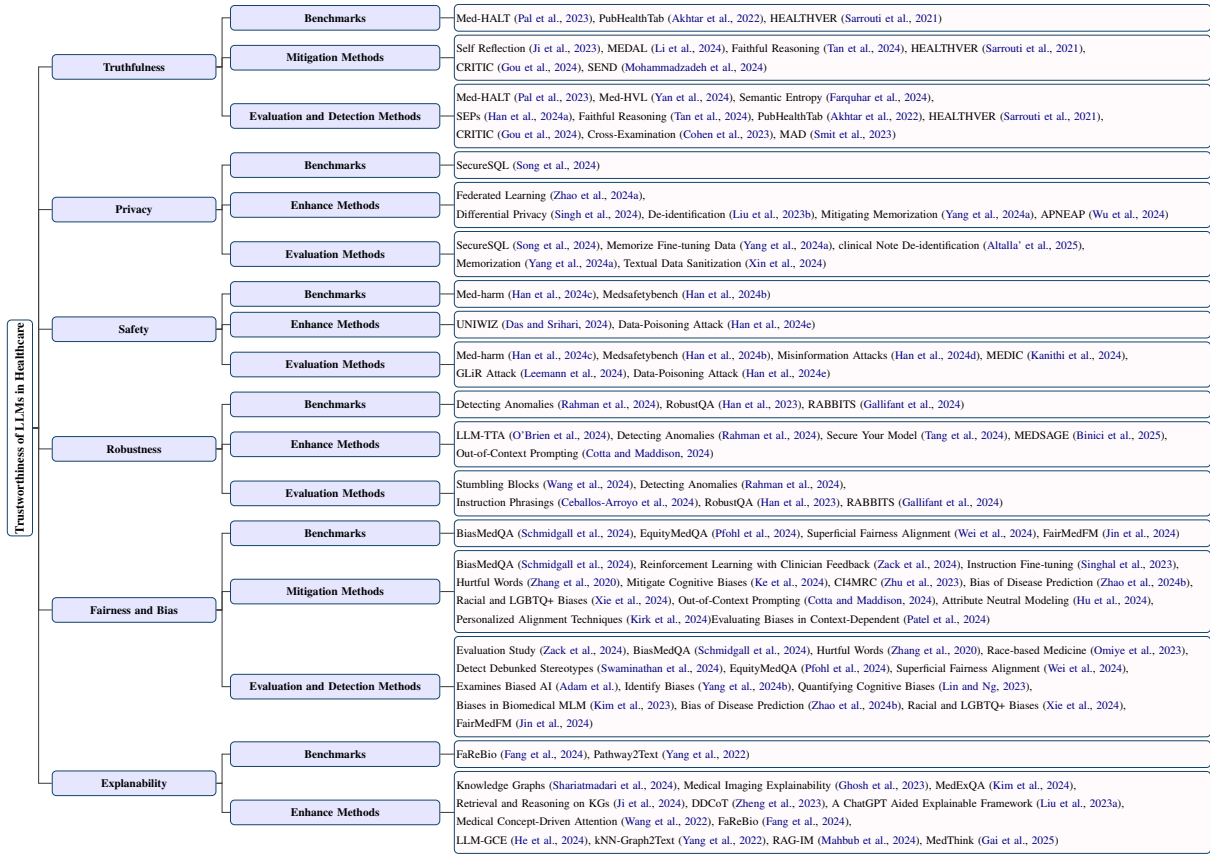 Trustworthiness of LLMs in Healthcare
Truthfulness
Benchmarks
Med-HALT (Pal et al., 2023), PubHealthTab (Akhtar et al., 2022), HEALTHVER (Sarrouti et al., 2021)
Mitigation Methods
Self Reflection (Ji et al., 2023), MEDAL (Li et al., 2024), Faithful Reasoning (Tan et al., 2024), HEALTHVER (Sarrouti et al., 2021),
CRITIC (Gou et al., 2024), SEND (Mohammadzadeh et al., 2024)
Evaluation and Detection Methods
Med-HALT (Pal et al., 2023), Med-HVL (Yan et al., 2024), Semantic Entropy (Farquhar et al., 2024),
SEPs (Han et al., 2024a), Faithful Reasoning (Tan et al., 2024), PubHealthTab (Akhtar et al., 2022), HEALTHVER (Sarrouti et al., 2021),
CRITIC (Gou et al., 2024), Cross-Examination (Cohen et al., 2023), MAD (Smit et al., 2023)
Privacy
Benchmarks
SecureSQL (Song et al., 2024)
Enhance Methods
Federated Learning (Zhao et al., 2024a),
Differential Privacy (Singh et al., 2024), De-identification (Liu et al., 2023b), Mitigating Memorization (Yang et al., 2024a), APNEAP (Wu et al., 2024)
Evaluation Methods
SecureSQL (Song et al., 2024), Memorize Fine-tuning Data (Yang et al., 2024a), clinical Note De-identification (Altalla' et al., 2025),
Memorization (Yang et al., 2024a), Textual Data Sanitization (Xin et al., 2024)
Safety
Benchmarks
Med-harm (Han et al., 2024c), Medsafetybench (Han et al., 2024b)
Enhance Methods
UNIWIZ (Das and Srihari, 2024), Data-Poisoning Attack (Han et al., 2024e)
Evaluation Methods
Med-harm (Han et al., 2024c), Medsafetybench (Han et al., 2024b), Misinformation Attacks (Han et al., 2024d), MEDIC (Kanithi et al., 2024),
GLiR Attack (Leemann et al., 2024), Data-Poisoning Attack (Han et al., 2024e)
Robustness
Benchmarks
Detecting Anomalies (Rahman et al., 2024), RobustQA (Han et al., 2023), RABBITS (Gallifant et al., 2024)
Enhance Methods
LLM-TTA (O'Brien et al., 2024), Detecting Anomalies (Rahman et al., 2024), Secure Your Model (Tang et al., 2024), MEDSAGE (Binici et al., 2025),
Out-of-Context Prompting (Cotta and Maddison, 2024)
Evaluation Methods
Stumbling Blocks (Wang et al., 2024), Detecting Anomalies (Rahman et al., 2024),
Instruction Phrasings (Ceballos-Arroyo et al., 2024), RobustQA (Han et al., 2023), RABBITS (Gallifant et al., 2024)
Fairness and Bias
Benchmarks
BiasMedQA (Schmidgall et al., 2024), EquityMedQA (Pfohl et al., 2024), Superficial Fairness Alignment (Wei et al., 2024), FairMedFM (Jin et al., 2024)
Mitigation Methods
BiasMedQA (Schmidgall et al., 2024), Reinforcement Learning with Clinician Feedback (Zack et al., 2024), Instruction Fine-tuning (Singhal et al., 2023),
Hurtful Words (Zhang et al., 2020), Mitigate Cognitive Biases (Ke et al., 2024), CI4MRC (Zhu et al., 2023), Bias of Disease Prediction (Zhao et al., 2024b),
Racial and LGBTQ+ Biases (Xie et al., 2024), Out-of-Context Prompting (Cotta and Maddison, 2024), Attribute Neutral Modeling (Hu et al., 2024),
Personalized Alignment Techniques (Kirk et al., 2024)Evaluating Biases in Context-Dependent (Patel et al., 2024)
Evaluation and Detection Methods
Evaluation Study (Zack et al., 2024), BiasMedQA (Schmidgall et al., 2024), Hurtful Words (Zhang et al., 2020), Race-based Medicine (Omiye et al., 2023),
Detect Debunked Stereotypes (Swaminathan et al., 2024), EquityMedQA (Pfohl et al., 2024), Superficial Fairness Alignment (Wei et al., 2024),
Examines Biased AI (Adam et al.), Identify Biases (Yang et al., 2024b), Quantifying Cognitive Biases (Lin and Ng, 2023),
Biases in Biomedical MLM (Kim et al., 2023), Bias of Disease Prediction (Zhao et al., 2024b), Racial and LGBTQ+ Biases (Xie et al., 2024),
FairMedFM (Jin et al., 2024)
Explanability
Benchmarks
FaReBio (Fang et al., 2024), Pathway2Text (Yang et al., 2022)
Enhance Methods
Knowledge Graphs (Shariatmadari et al., 2024), Medical Imaging Explainability (Ghosh et al., 2023), MedExQA (Kim et al., 2024),
Retrieval and Reasoning on KGs (Ji et al., 2024), DDCoT (Zheng et al., 2023), A ChatGPT Aided Explainable Framework (Liu et al., 2023a),
Medical Concept-Driven Attention (Wang et al., 2022), FaReBio (Fang et al., 2024),
LLM-GCE (He et al., 2024), kNN-Graph2Text (Yang et al., 2022), RAG-IM (Mahbub et al., 2024), MedThink (Gai et al., 2025)